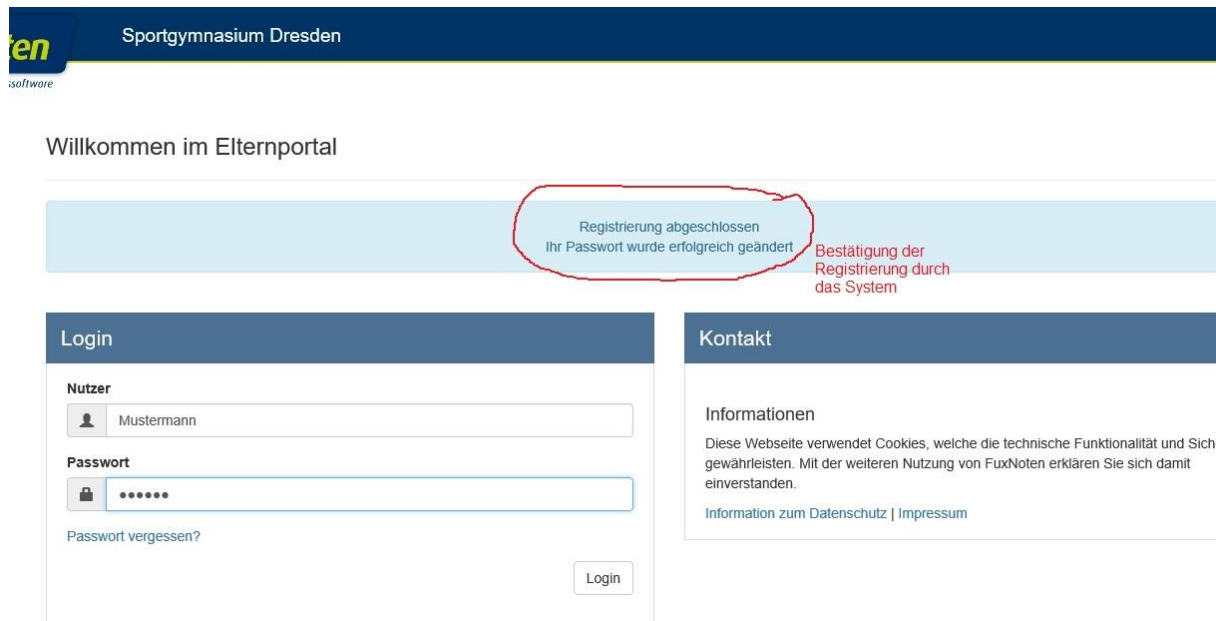 ten
Sportgymnasium Dresden
ssoftware
Willkommen im Elternportal
Registrierung abgeschlossen
Ihr Passwort wurde erfolgreich geändert
Bestätigung der
Registrierung durch
das System
Login
Nutzer
Mustermann
Passwort
••••••
Passwort vergessen?
Login
Kontakt
Informationen
Diese Webseite verwendet Cookies, welche die technische Funktionalität und Sich
gewährleisten. Mit der weiteren Nutzung von FuxNoten erklären Sie sich damit
einverstanden.
Information zum Datenschutz | Impressum